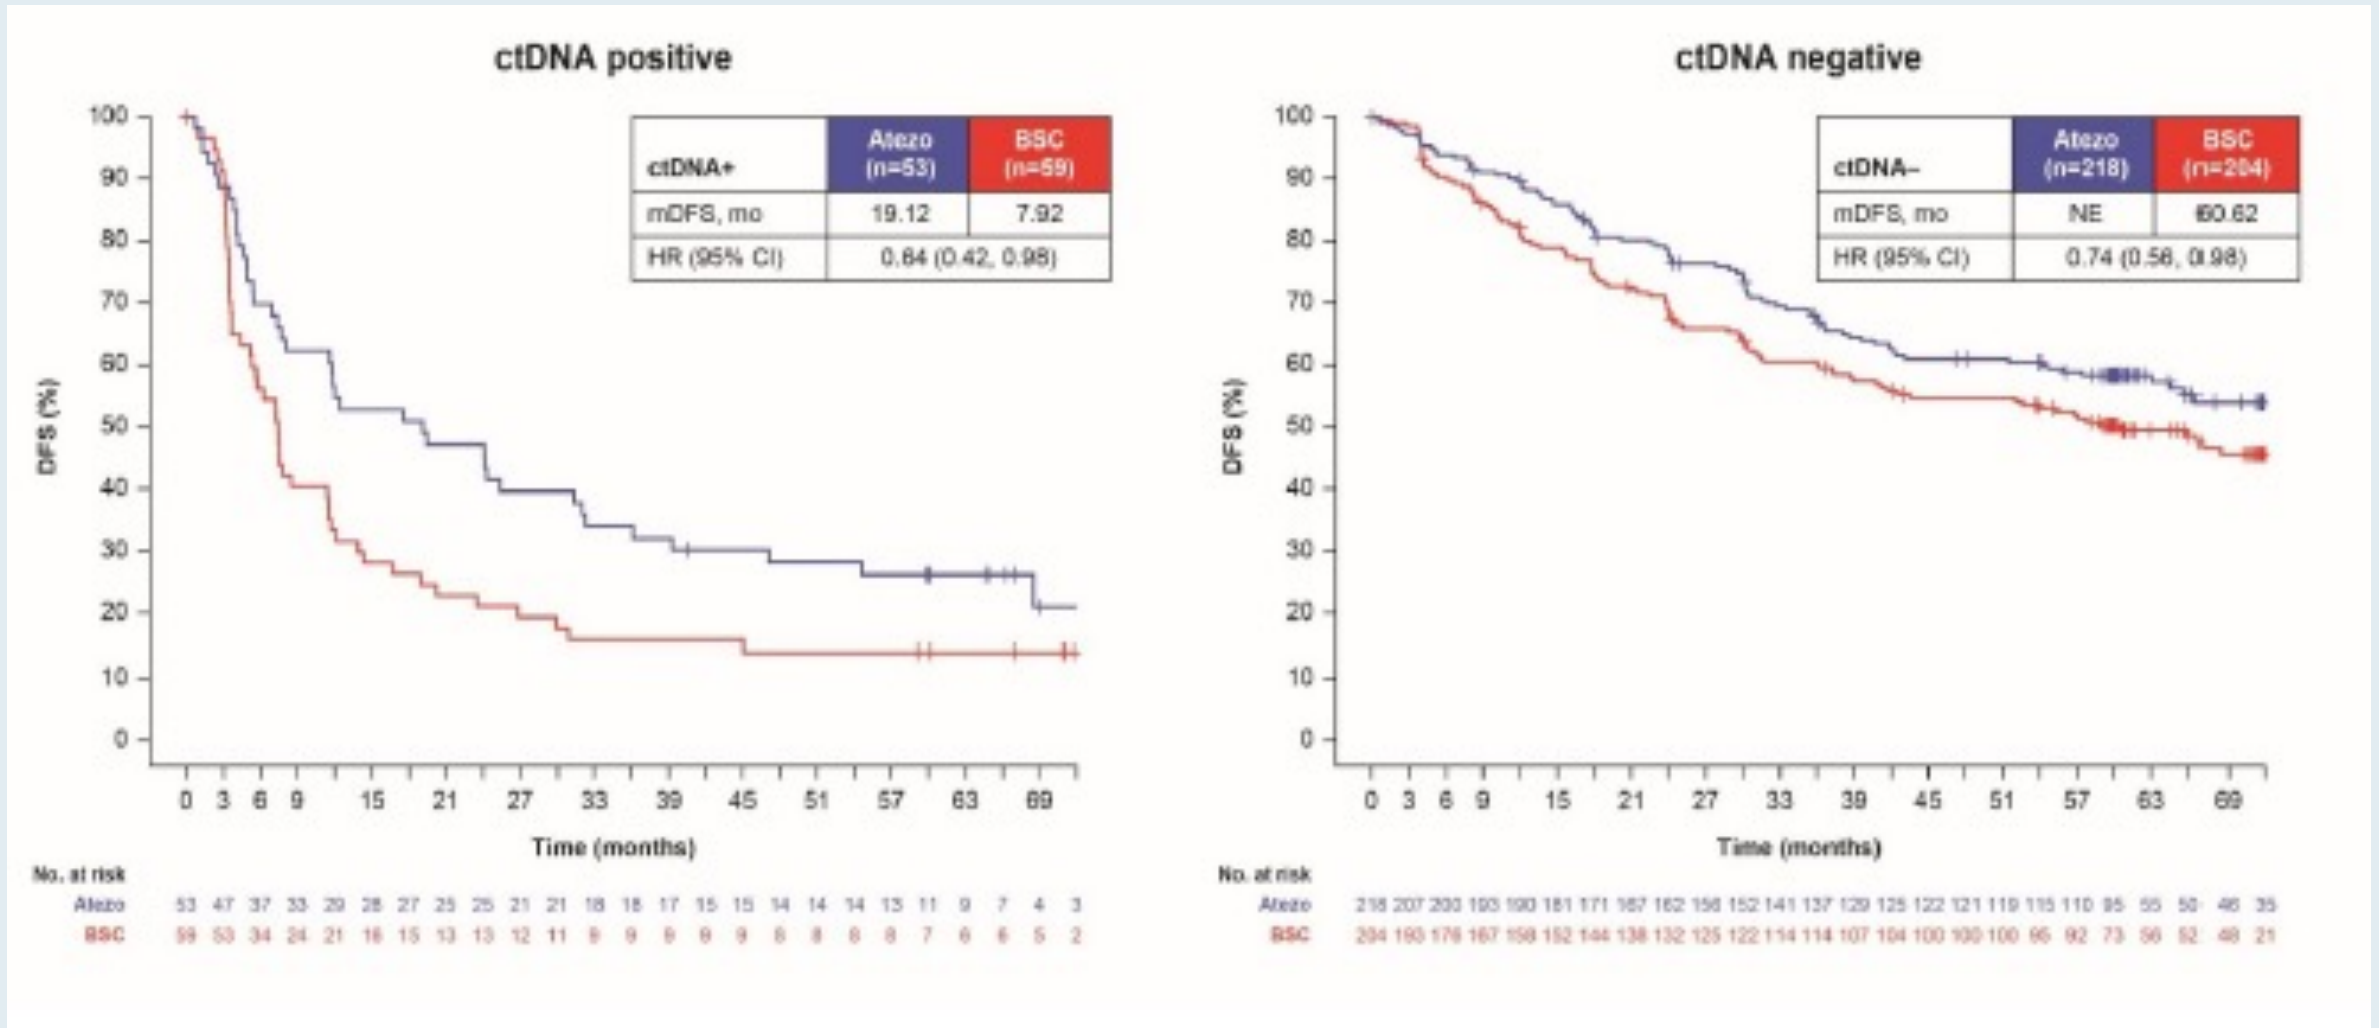 ctDNA positive
100
90
80
70
60
50
40
30
20
10
0
DFS (%)
ctDNA+ Atezo (n=53) BSC (n=59)
mDFS, mo 19.12 7.92
HR (95% CI) 0.64 (0.42, 0.98)
0 3 6 9 15 21 27 33 39 45 51 57 63 69
Time (months)
No. at risk
Atezo 53 47 37 33 29 28 27 25 25 21 21 18 18 17 15 15 14 14 14 13 11 9 7 4 3
BSC 59 53 34 24 21 16 15 13 13 12 11 9 9 9 9 9 8 8 8 8 7 6 6 5 2
ctDNA negative
100
90
80
70
60
50
40
30
20
10
0
DFS (%)
ctDNA– Atezo (n=218) BSC (n=204)
mDFS, mo NE 60.62
HR (95% CI) 0.74 (0.56, 0.98)
0 3 6 9 15 21 27 33 39 45 51 57 63 69
Time (months)
No. at risk
Atezo 218 207 200 193 190 181 171 167 162 156 152 141 137 129 125 122 121 119 115 110 95 55 50 46 35
BSC 204 193 176 167 158 152 144 138 132 125 122 114 114 107 104 100 100 100 95 92 73 56 52 48 21